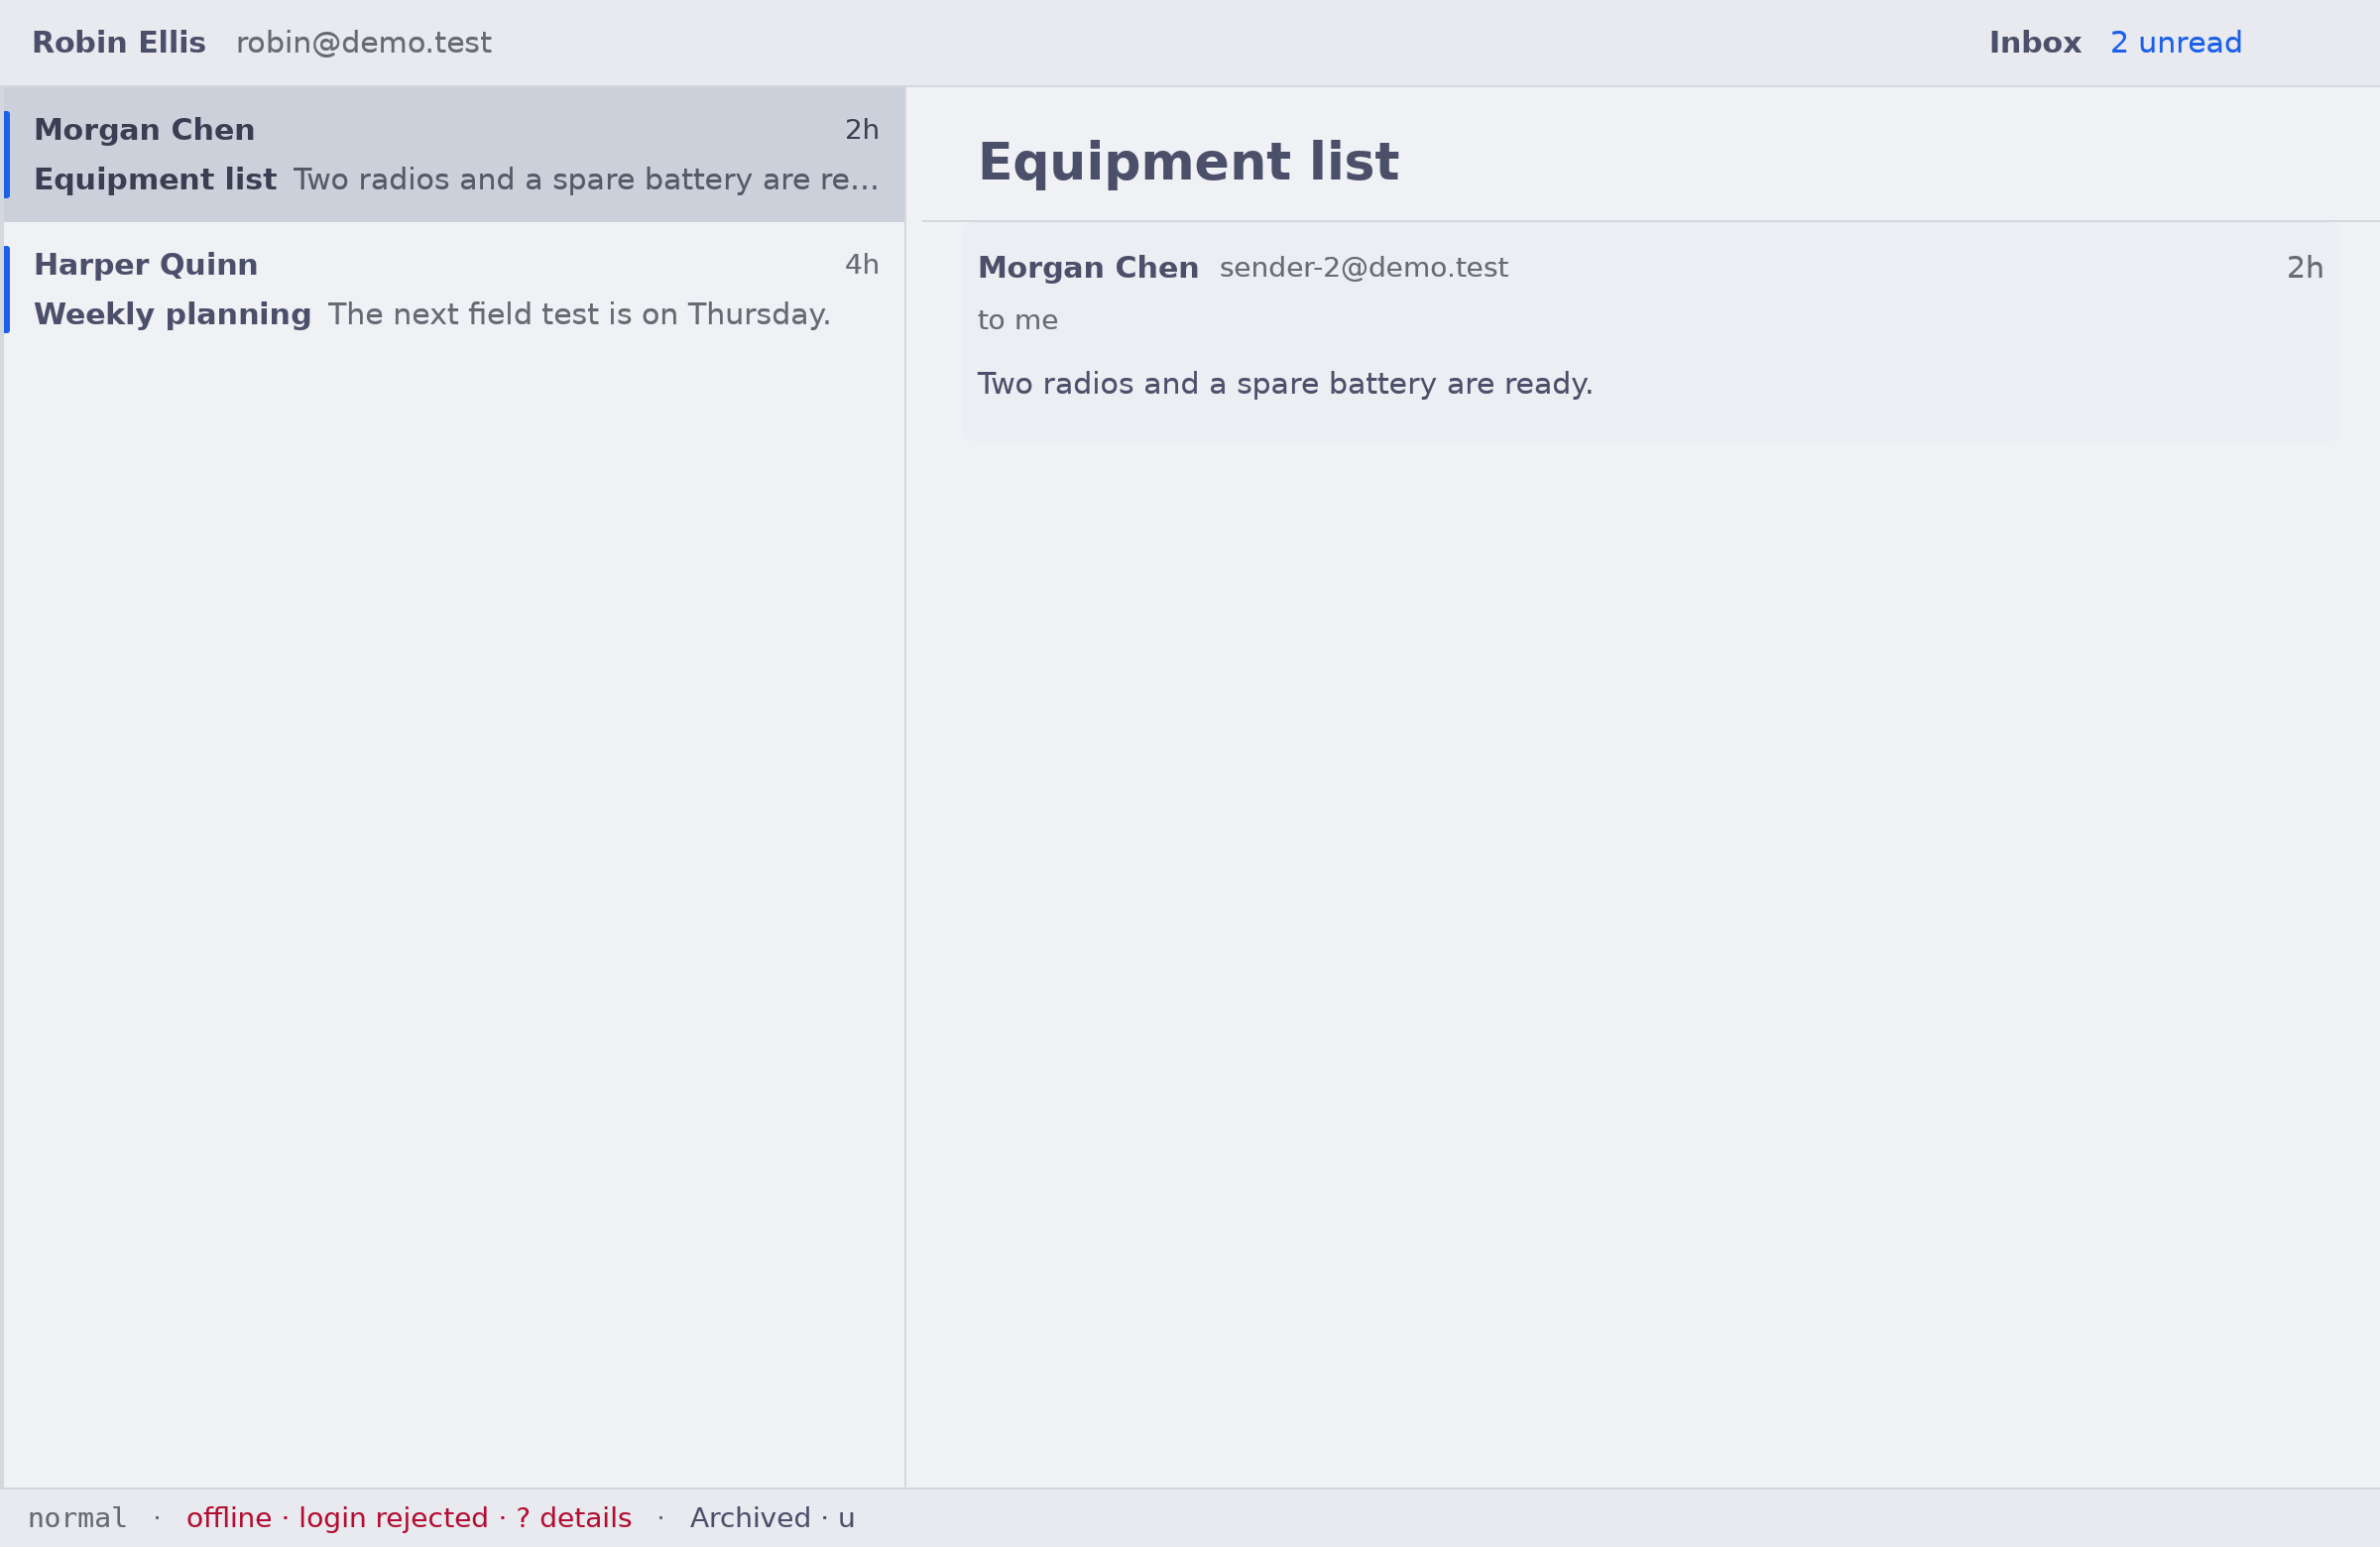 Robin Ellis robin@demo.test Inbox 2 unread
Morgan Chen 2h
Equipment list Two radios and a spare battery are re…
Harper Quinn 4h
Weekly planning The next field test is on Thursday.
Equipment list
Morgan Chen sender-2@demo.test 2h
to me
Two radios and a spare battery are ready.
normal · offline · login rejected · ? details · Archived · u